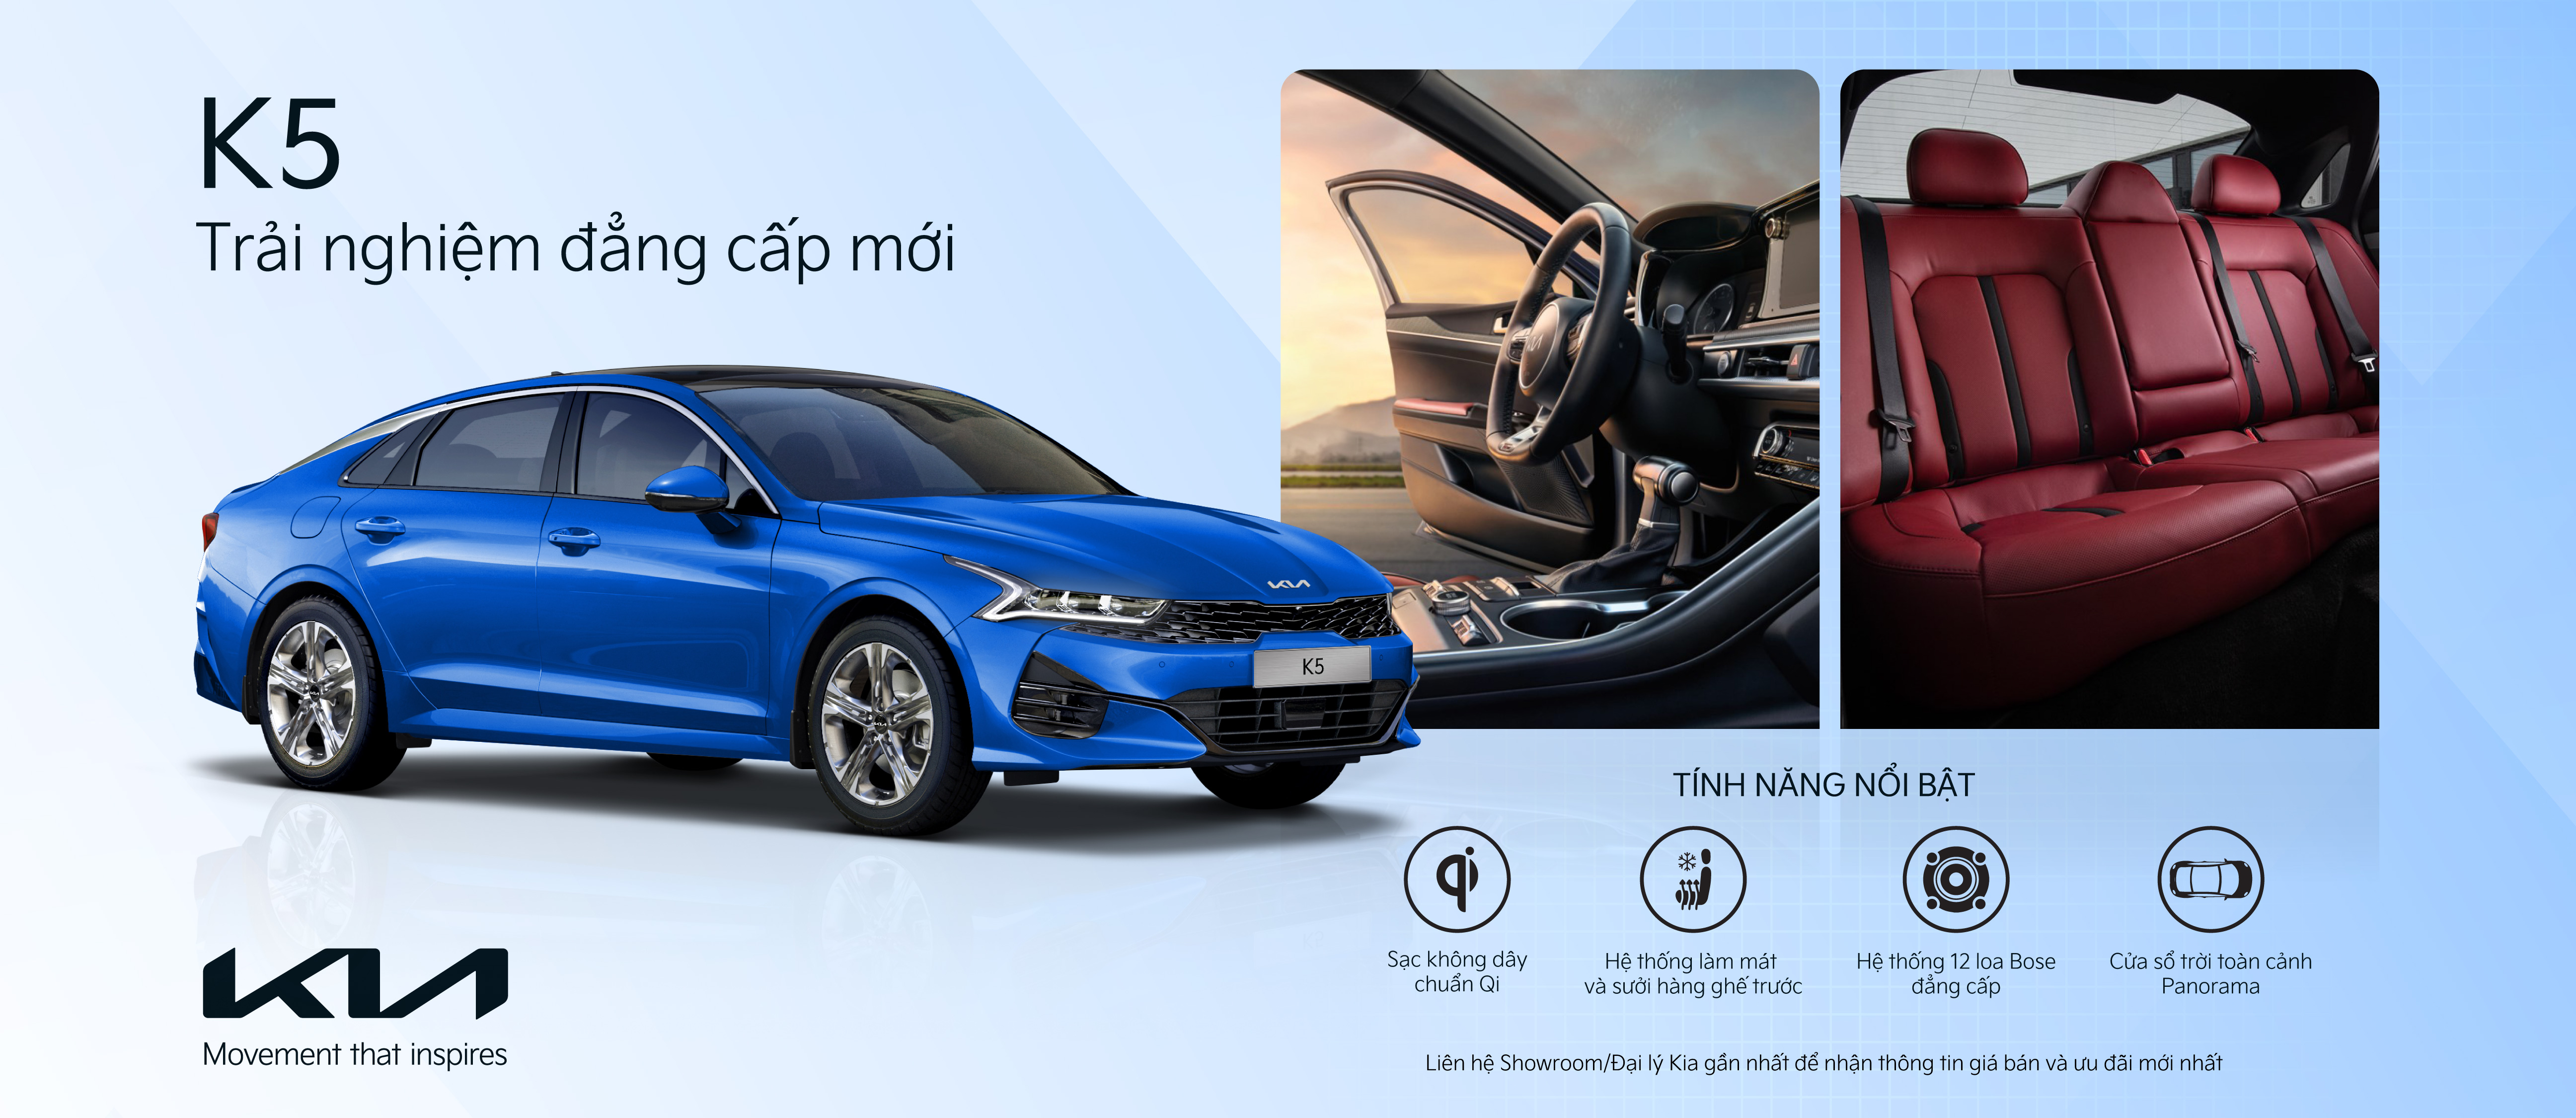 K5
Trải nghiệm đẳng cấp mới
KIA
K5
TÍNH NĂNG NỔI BẬT
Sạc không dây
chuẩn Qi
Hệ thống làm mát
và sưởi hàng ghế trước
Hệ thống 12 loa Bose
đẳng cấp
Cửa sổ trời toàn cảnh
Panorama
KIA
Movement that inspires
Liên hệ Showroom/Đại lý Kia gần nhất để nhận thông tin giá bán và ưu đãi mới nhất